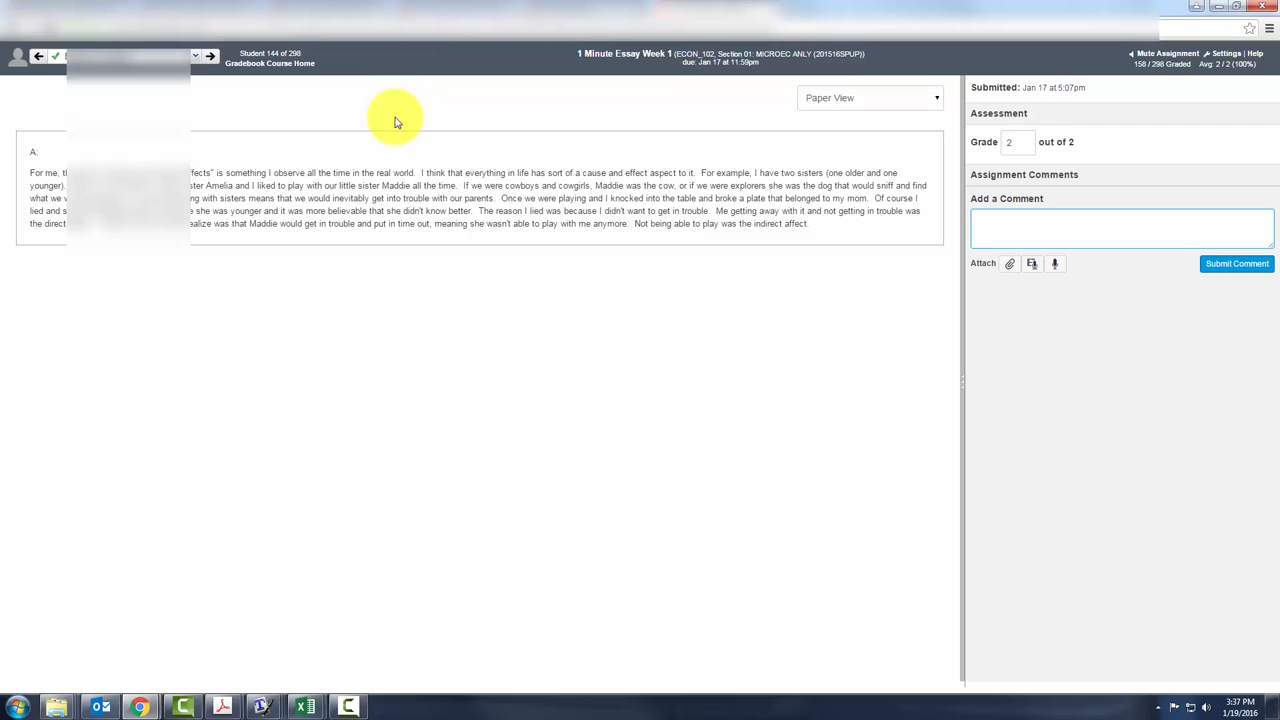 Student 144 of 298
Gradebook Course Home
1 Minute Essay Week 1 (ECON_102, Section 01: MICROEC ANLY (201516SPUP))
due: Jan 17 at 11:59pm
Mute Assignment Settings | Help
158 / 298 Graded Avg: 2 / 2 (100%)
Paper View
Submitted: Jan 17 at 5:07pm
Assessment
Grade 2 out of 2
Assignment Comments
Add a Comment
Attach
Submit Comment
A:
For me, is something I observe all the time in the real world. I think that everything in life has sort of a cause and effect aspect to it. For example, I have two sisters (one older and one
younger). Amelia and I liked to play with our little sister Maddie all the time. If we were cowboys and cowgirls, Maddie was the cow, or if we were explorers she was the dog that would sniff and find
what we with sisters means that we would inevitably get into trouble with our parents. Once we were playing and I knocked into the table and broke a plate that belonged to my mom. Of course I
lied and she was younger and it was more believable that she didn't know better. The reason I lied was because I didn't want to get in trouble. Me getting away with it and not getting in trouble was
the direct was that Maddie would get in trouble and put in time out, meaning she wasn't able to play with me anymore. Not being able to play was the indirect affect.
3:37 PM
1/19/2016